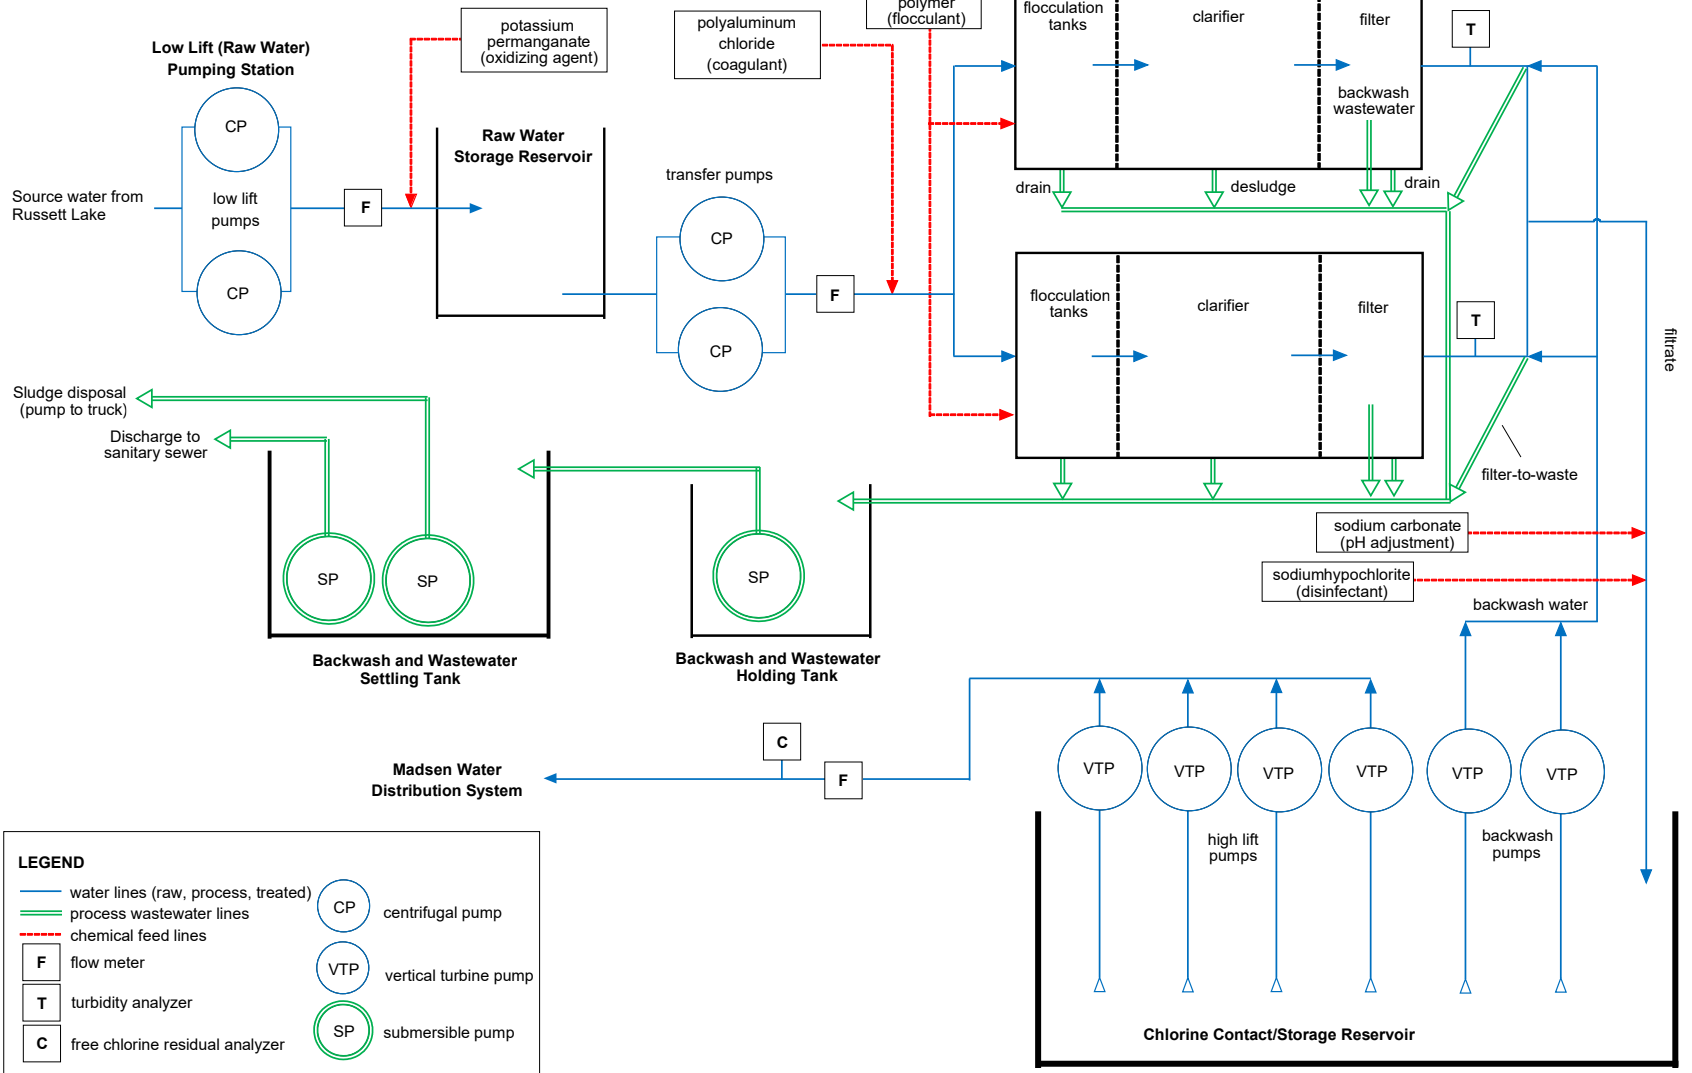 potassium
permanganate
(oxidizing agent)
polyaluminum
chloride
(coagulant)
polymer
(flocculant)
flocculation
tanks
clarifier
filter
T
Low Lift (Raw Water)
Pumping Station
CP
Raw Water
Storage Reservoir
backwash
wastewater
transfer pumps
drain
desludge
drain
Source water from
Russett Lake
low lift
pumps
F
CP
CP
F
CP
flocculation
tanks
clarifier
filter
T
filtrate
Sludge disposal
(pump to truck)
Discharge to
sanitary sewer
filter-to-waste
sodium carbonate
(pH adjustment)
sodiumhypochlorite
(disinfectant)
backwash water
SP
SP
SP
Backwash and Wastewater
Settling Tank
Backwash and Wastewater
Holding Tank
C
F
Madsen Water
Distribution System
VTP
VTP
VTP
VTP
VTP
VTP
high lift
pumps
backwash
pumps
Chlorine Contact/Storage Reservoir
LEGEND
water lines (raw, process, treated)
process wastewater lines
chemical feed lines
F
flow meter
T
turbidity analyzer
C
free chlorine residual analyzer
CP
centrifugal pump
VTP
vertical turbine pump
SP
submersible pump